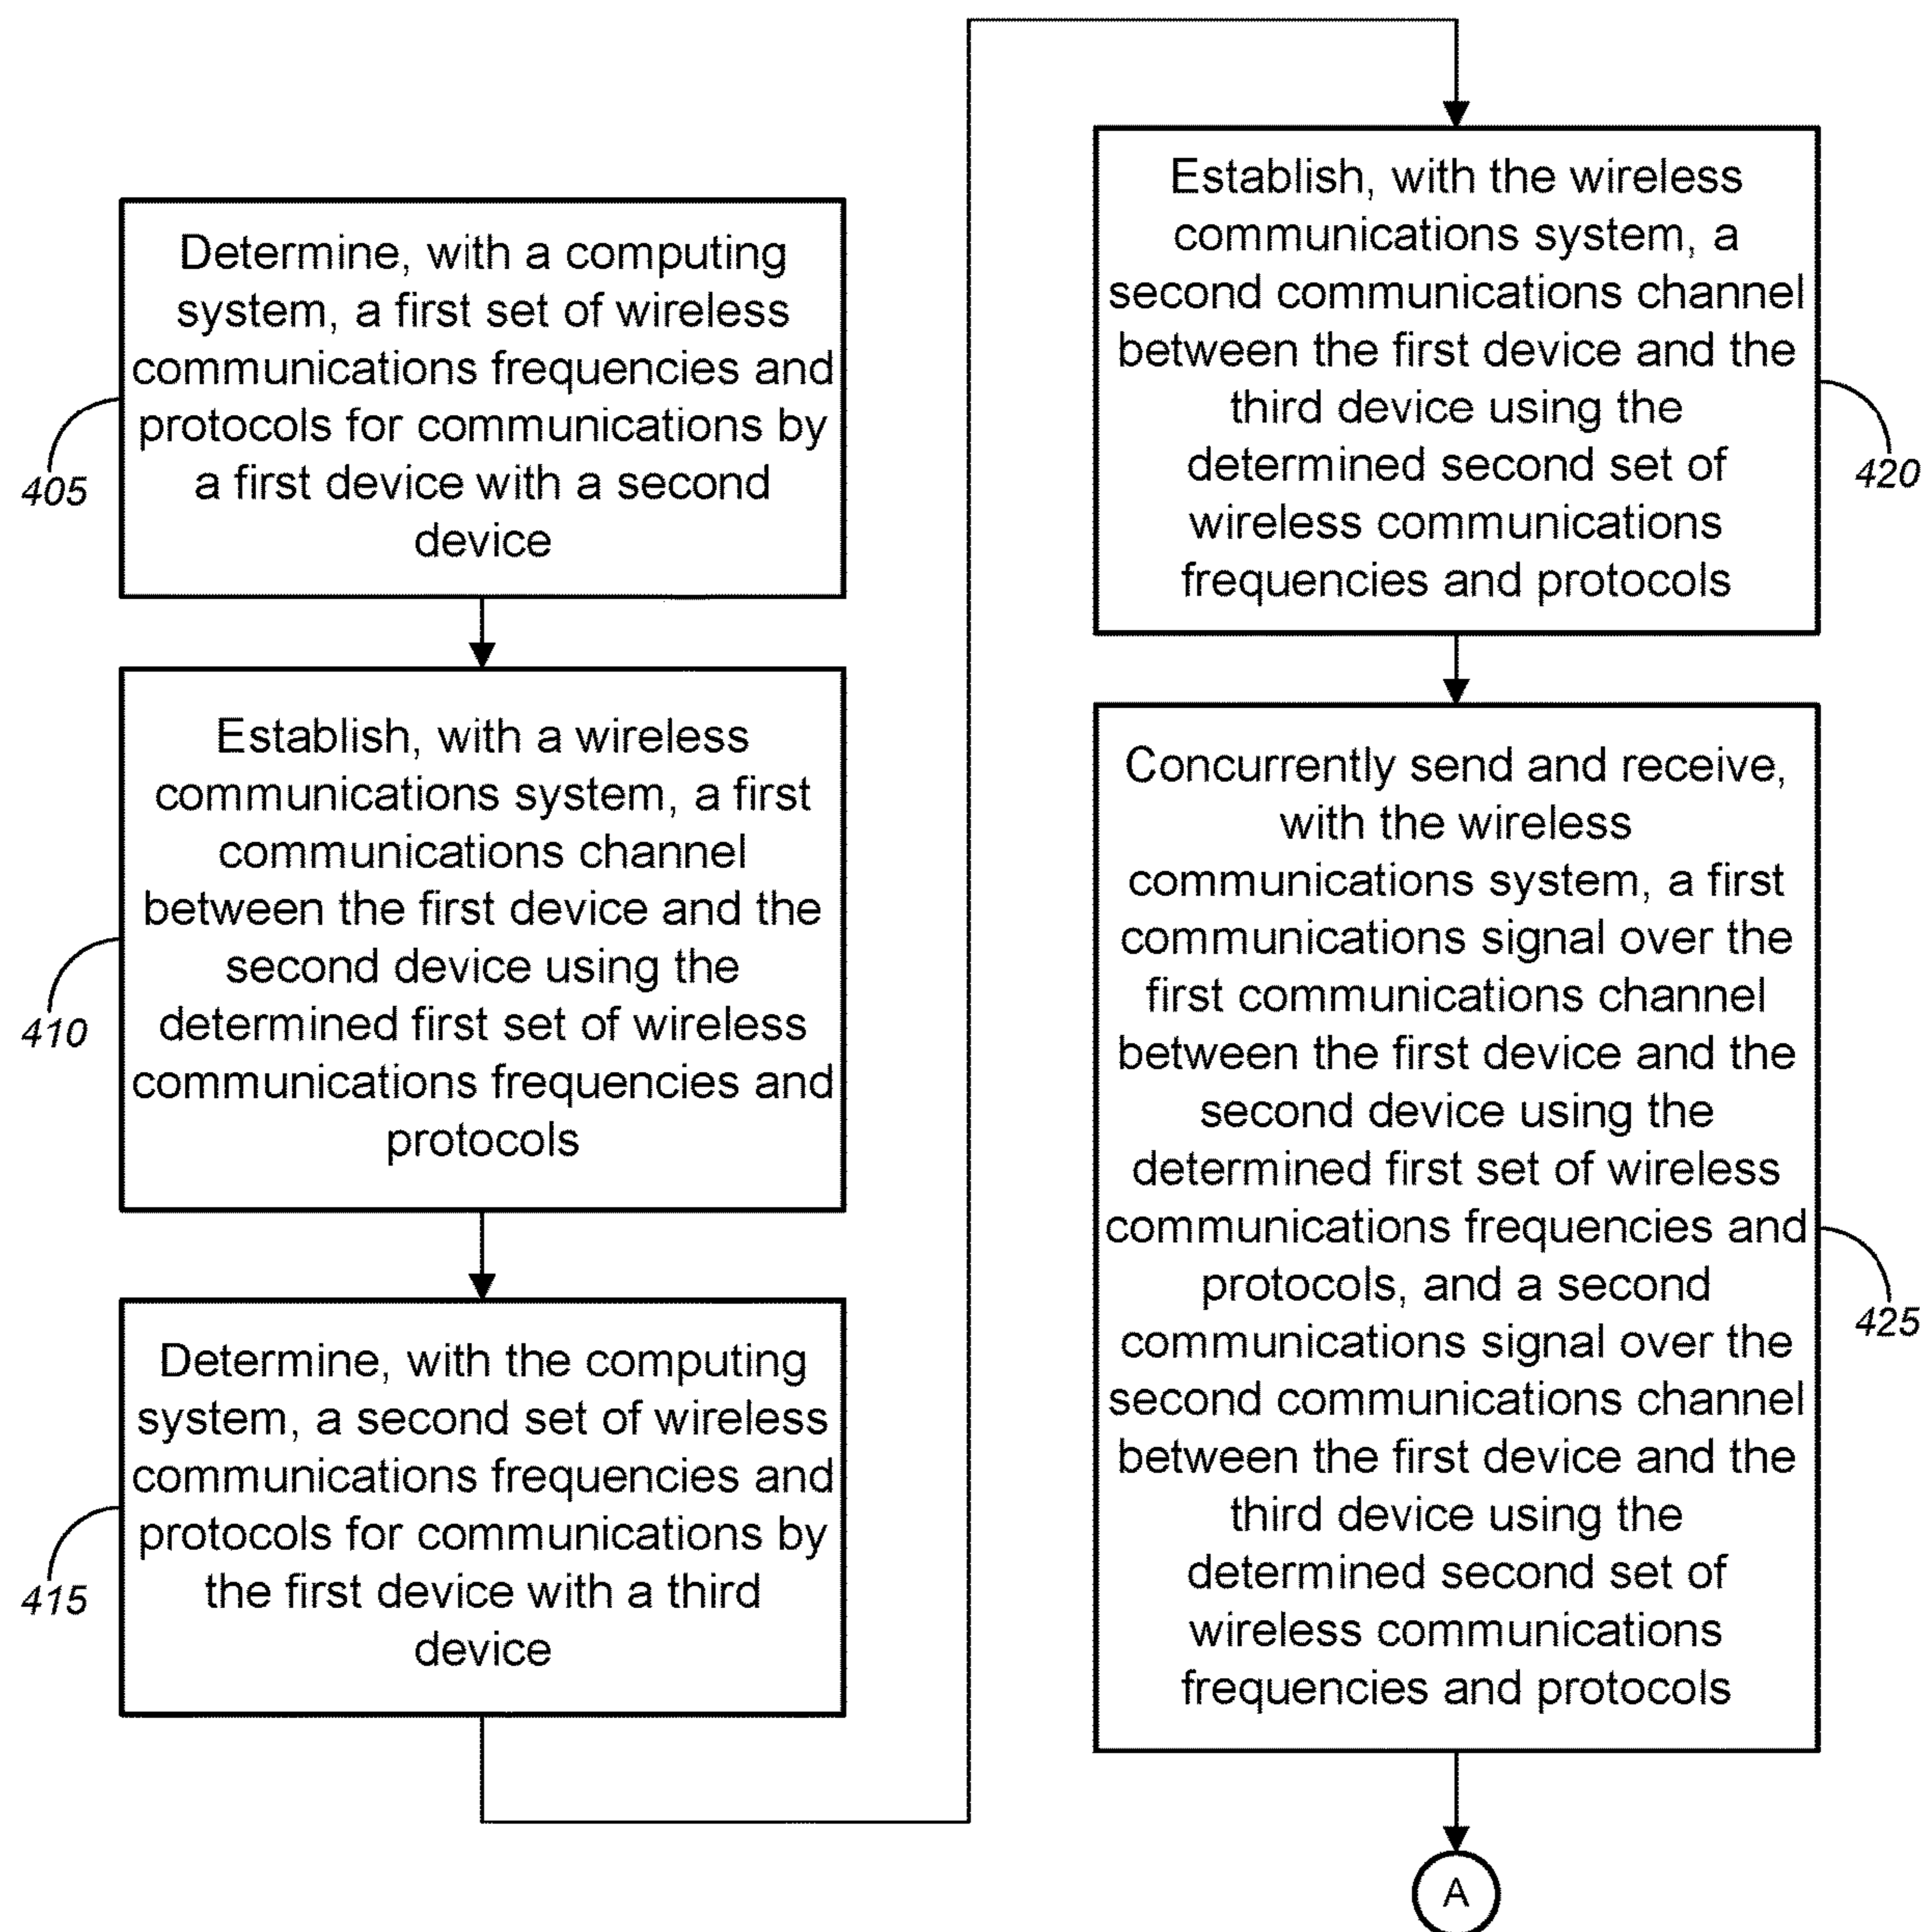 Determine, with a computing
system, a first set of wireless
communications frequencies and
protocols for communications by
a first device with a second
device
405
Establish, with a wireless
communications system, a first
communications channel
between the first device and the
second device using the
determined first set of wireless
communications frequencies and
protocols
410
Determine, with the computing
system, a second set of wireless
communications frequencies and
protocols for communications by
the first device with a third
device
415
Establish, with the wireless
communications system, a
second communications channel
between the first device and the
third device using the
determined second set of
wireless communications
frequencies and protocols
420
Concurrently send and receive,
with the wireless
communications system, a first
communications signal over the
first communications channel
between the first device and the
second device using the
determined first set of wireless
communications frequencies and
protocols, and a second
communications signal over the
second communications channel
between the first device and the
third device using the
determined second set of
wireless communications
frequencies and protocols
425
A